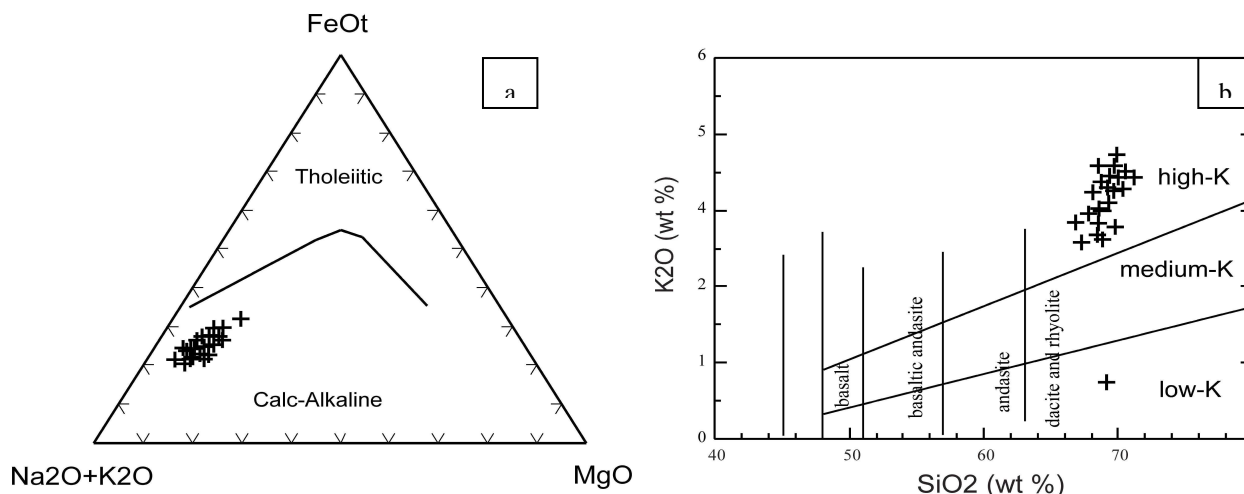 FeOt
a
Tholeiitic
Calc-Alkaline
Na2O+K2O
MgO
b
6
5
4
2
1
0
K2O (wt %)
high-K
medium-K
low-K
basalt
basaltic andasite
andasite
dacite and rhyolite
40
50
60
70
SiO2 (wt %)